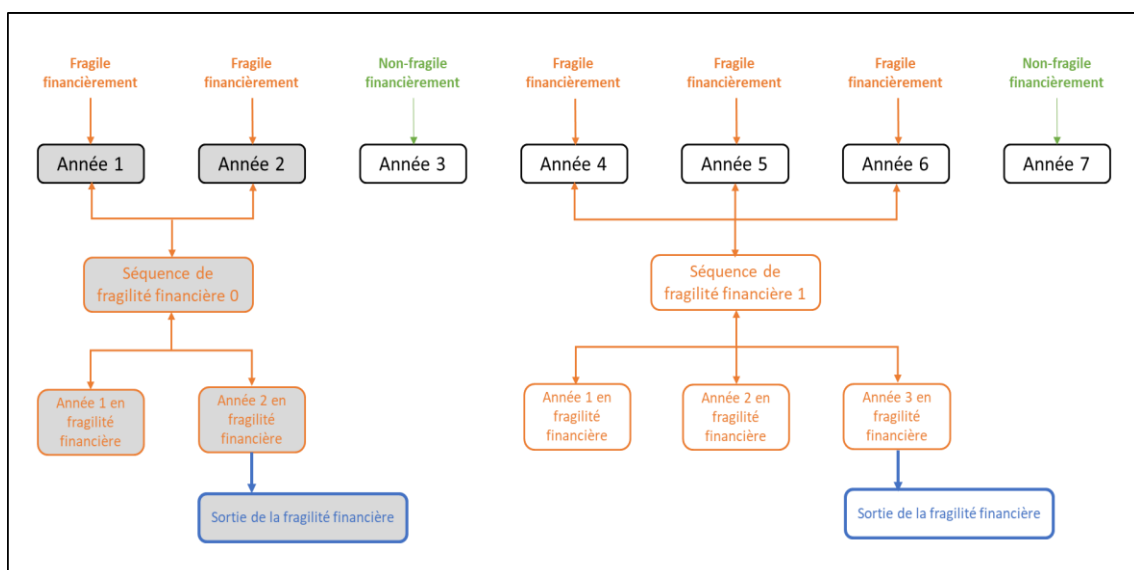 Fragile
financièrement
Fragile
financièrement
Non-fragile
financièrement
Fragile
financièrement
Fragile
financièrement
Fragile
financièrement
Non-fragile
financièrement
Année 1
Année 2
Année 3
Année 4
Année 5
Année 6
Année 7
Séquence de
fragilité financière 0
Séquence de
fragilité financière 1
Année 1 en
fragilité
financière
Année 2 en
fragilité
financière
Année 1 en
fragilité
financière
Année 2 en
fragilité
financière
Année 3 en
fragilité
financière
Sortie de la fragilité financière
Sortie de la fragilité financière